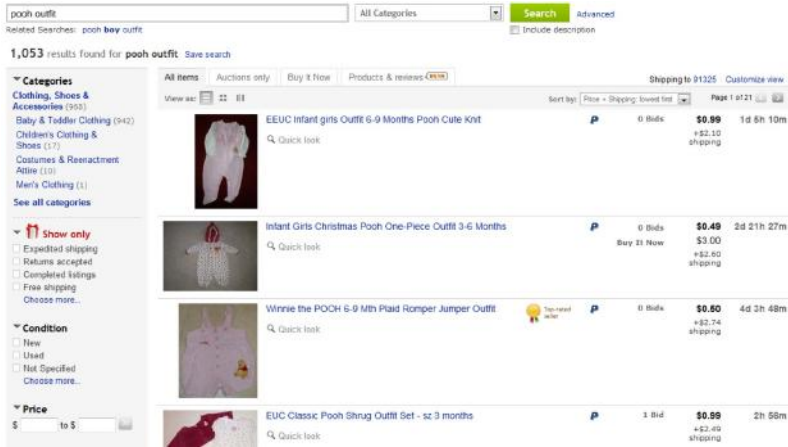 pooh outfit
All Categories
Search
Advanced
Related Searches: pooh boy outfit
Include description
1,053 results found for pooh outfit Save search
Categories
Clothing, Shoes & Accessories (968)
Baby & Toddler Clothing (942)
Children's Clothing & Shoes (17)
Costumes & Reenactment Attire (10)
Men's Clothing (1)
See all categories
Show only
Expedited shipping
Returns accepted
Completed listings
Free shipping
Choose more...
Condition
New
Used
Not Specified
Choose more...
Price
$ to $
All items
Auctions only
Buy It Now
Products & reviews
Shipping to 91325 Customize view
View as:
Sort by: Price + Shipping: lowest first
Page 1 of 21
EEUC Infant girls Outfit 6-9 Months Pooh Cute Knit
Quick look
P 0 Bids $0.99 1d 6h 10m
+$2.10
shipping
Infant Girls Christmas Pooh One-Piece Outfit 3-6 Months
Quick look
P 0 Bids $0.49 2d 21h 27m
Buy It Now $3.00
+$2.60
shipping
Winnie the POOH 6-9 Mth Plaid Romper Jumper Outfit
Quick look
Top-rated seller
P 0 Bids $0.50 4d 3h 48m
+$2.74
shipping
EUC Classic Pooh Shrug Outfit Set - sz 3 months
Quick look
P 1 Bid $0.99 2h 58m
+$2.49
shipping